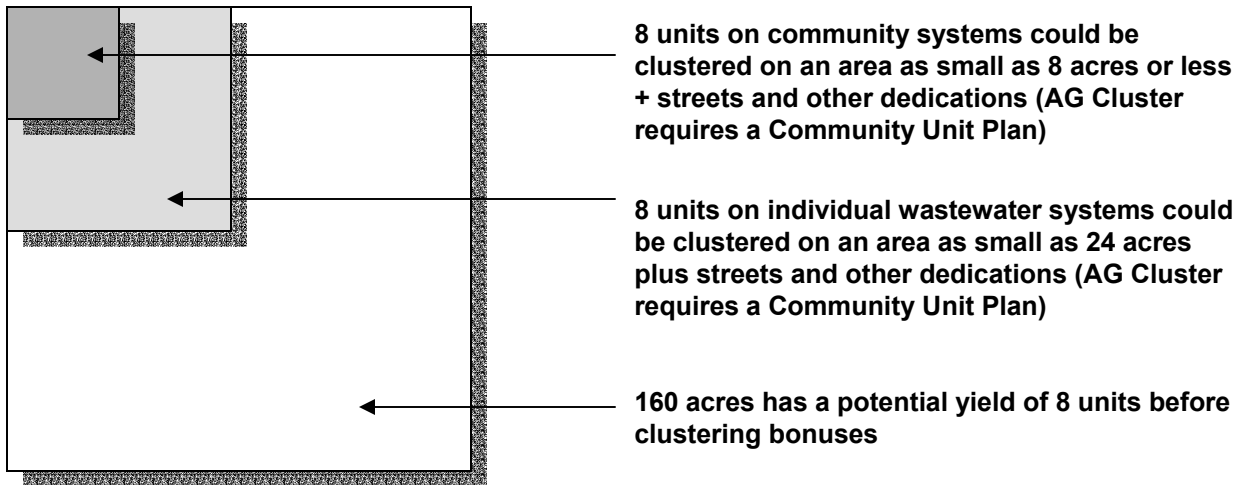 8 units on community systems could be
clustered on an area as small as 8 acres or less
+ streets and other dedications (AG Cluster
requires a Community Unit Plan)
8 units on individual wastewater systems could
be clustered on an area as small as 24 acres
plus streets and other dedications (AG Cluster
requires a Community Unit Plan)
160 acres has a potential yield of 8 units before
clustering bonuses